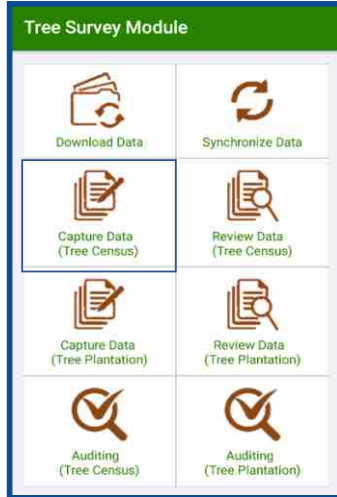 Tree Survey Module
Download Data
Synchronize Data
Capture Data
(Tree Census)
Review Data
(Tree Census)
Capture Data
(Tree Plantation)
Review Data
(Tree Plantation)
Auditing
(Tree Census)
Auditing
(Tree Plantation)